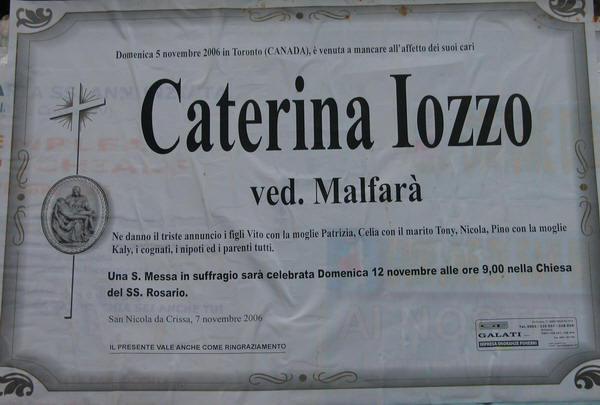 Domenica 5 novembre 2006 in Toronto (CANADA), è venuta a mancare all'affetto dei suoi cari
Caterina Iozzo
ved. Malfarà
Ne danno il triste annuncio i figli Vito con la moglie Patrizia, Celia con il marito Tony, Nicola, Pino con la moglie
Kaly, i cognati, i nipoti ed i parenti tutti.
Una S. Messa in suffragio sarà celebrata Domenica 12 novembre alle ore 9,00 nella Chiesa
del SS. Rosario.
San Nicola da Crissa, 7 novembre 2006
IL PRESENTE VALE ANCHE COME RINGRAZIAMENTO
GALATI
IMPRESA ONORANZE FUNEBRI